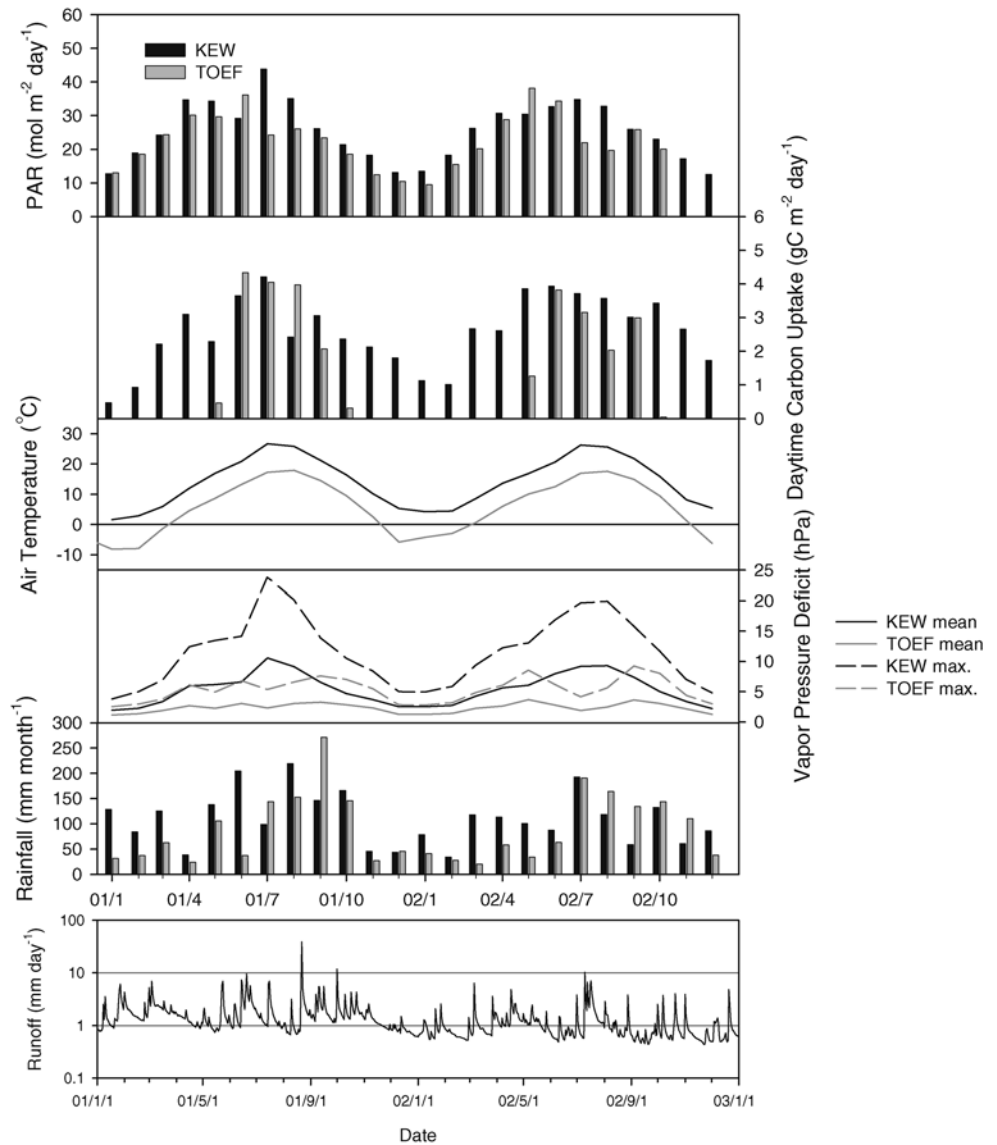 PAR (mol m⁻² day⁻¹)
60
50
40
30
20
10
0
KEW
TOEF
Daytime Carbon Uptake (gC m⁻² day⁻¹)
6
5
4
3
2
1
0
Air Temperature (°C)
30
20
10
0
-10
Vapor Pressure Deficit (hPa)
25
20
15
10
5
0
KEW mean
TOEF mean
KEW max.
TOEF max.
Rainfall (mm month⁻¹)
300
250
200
150
100
50
0
01/1 01/4 01/7 01/10 02/1 02/4 02/7 02/10
Runoff (mm day⁻¹)
100
10
1
0.1
01/1/1 01/5/1 01/9/1 02/1/1 02/5/1 02/9/1 03/1/1
Date